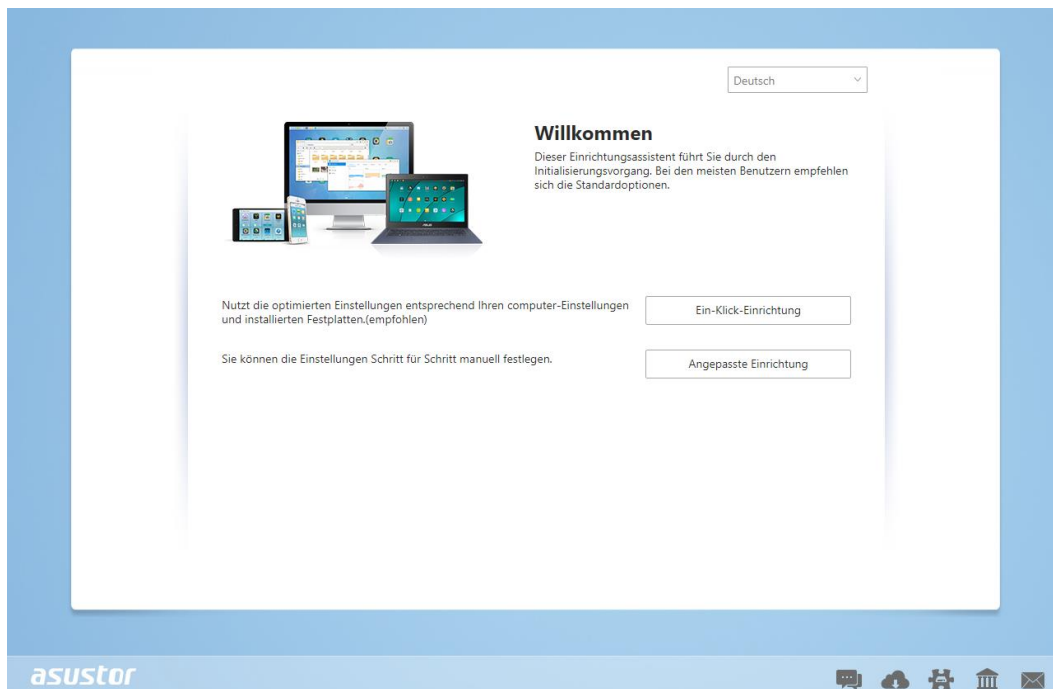 Deutsch
Willkommen
Dieser Einrichtungsassistent führt Sie durch den
Initialisierungsvorgang. Bei den meisten Benutzern empfehlen
sich die Standardoptionen.
Nutzt die optimierten Einstellungen entsprechend Ihren computer-Einstellungen
und installierten Festplatten.(empfohlen)
Ein-Klick-Einrichtung
Sie können die Einstellungen Schritt für Schritt manuell festlegen.
Angepasste Einrichtung
asustor